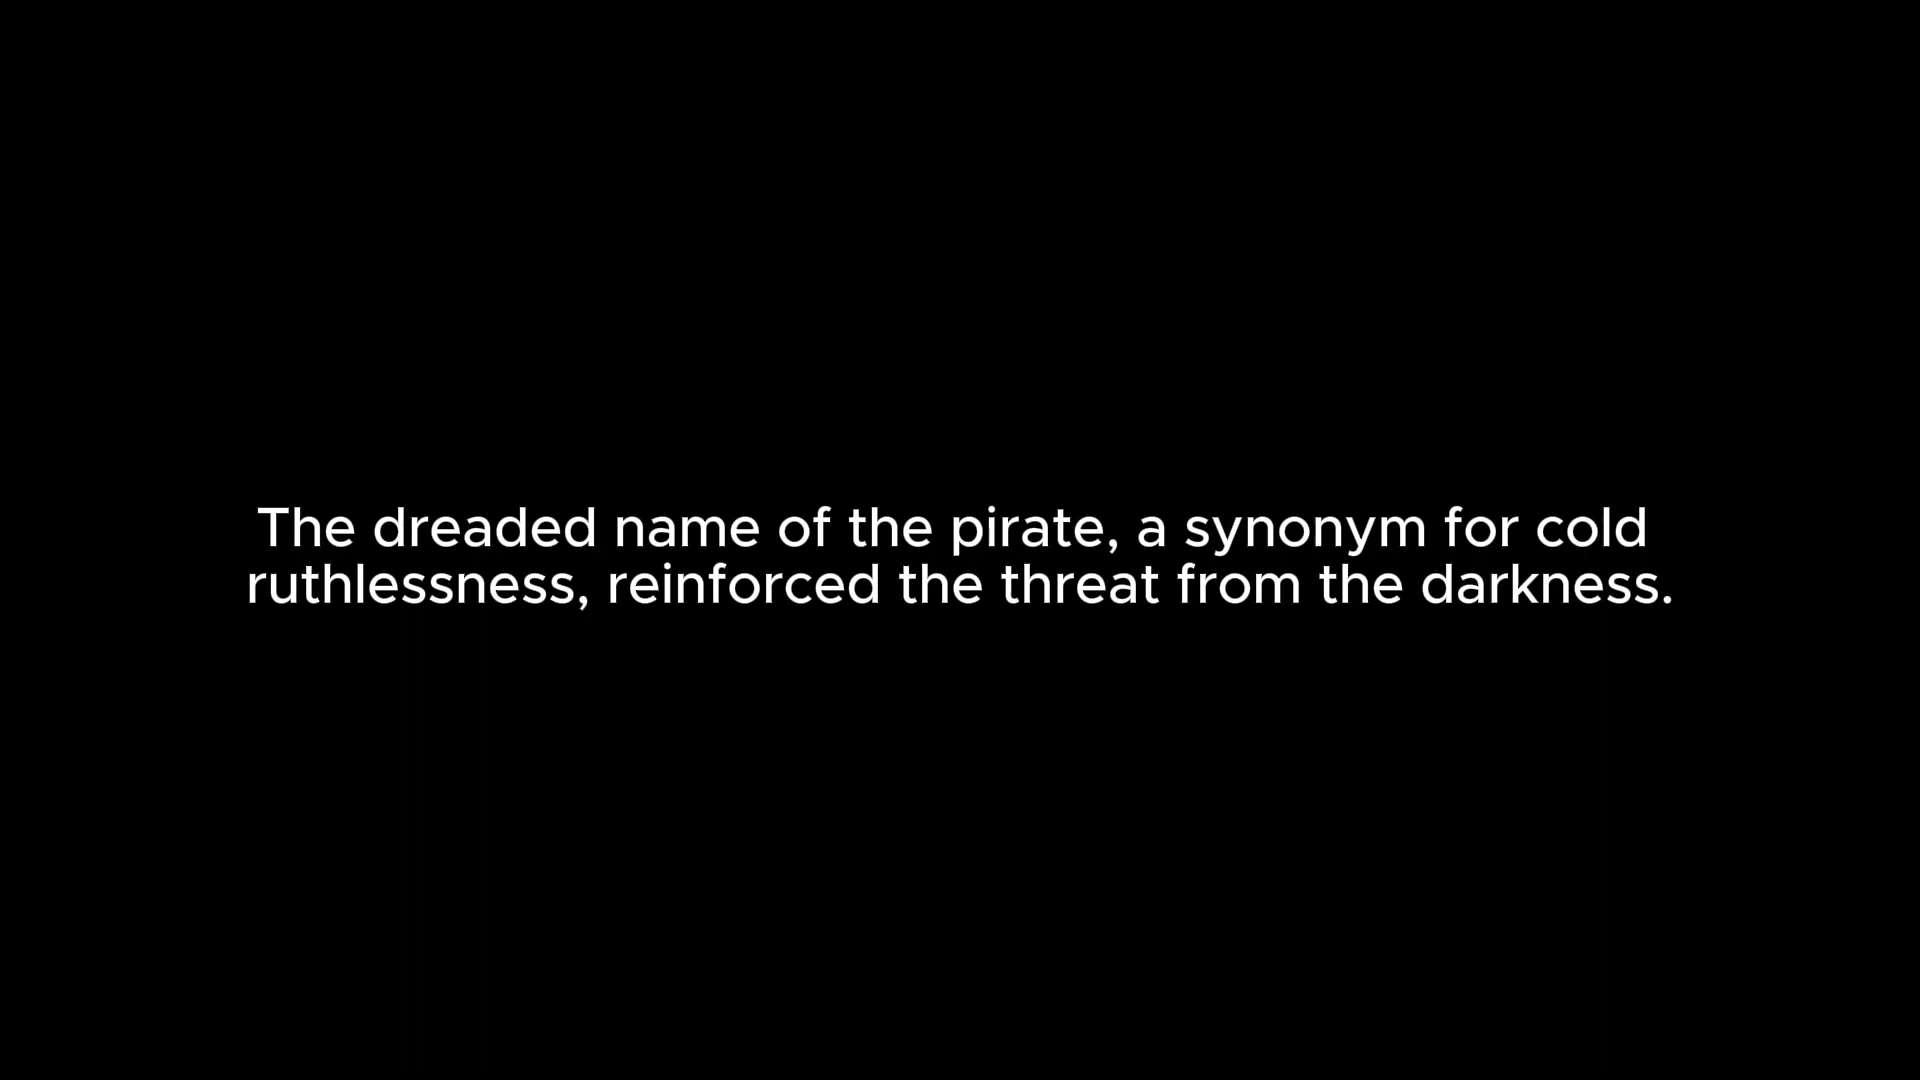 The dreaded name of the pirate, a synonym for cold
ruthlessness, reinforced the threat from the darkness.